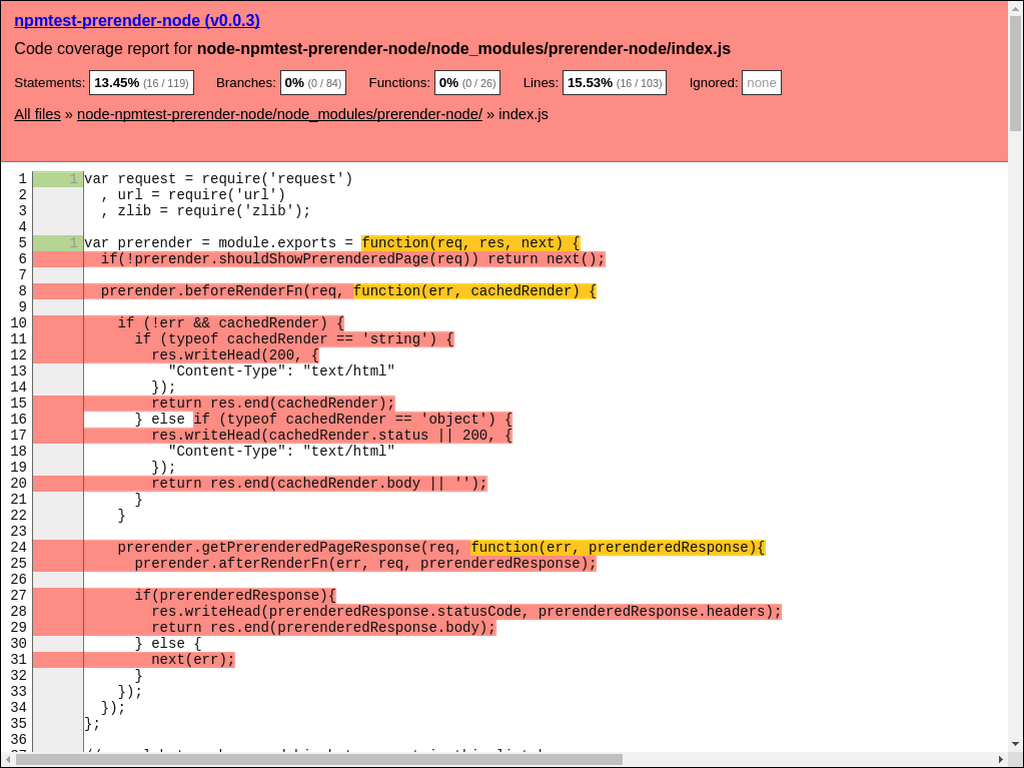 npmtest-prerender-node (v0.0.3)
Code coverage report for node-npmtest-prerender-node/node_modules/prerender-node/index.js
Statements: 13.45% (16 / 119) Branches: 0% (0 / 84) Functions: 0% (0 / 26) Lines: 15.53% (16 / 103) Ignored: none
All files » node-npmtest-prerender-node/node_modules/prerender-node/ » index.js
1 1 var request = require('request')
2   , url = require('url')
3   , zlib = require('zlib');
4
5 1 var prerender = module.exports = function(req, res, next) {
6   if(!prerender.shouldShowPrerenderedPage(req)) return next();
7
8   prerender.beforeRenderFn(req, function(err, cachedRender) {
9
10     if (!err && cachedRender) {
11       if (typeof cachedRender == 'string') {
12         res.writeHead(200, {
13           "Content-Type": "text/html"
14         });
15         return res.end(cachedRender);
16       } else if (typeof cachedRender == 'object') {
17         res.writeHead(cachedRender.status || 200, {
18           "Content-Type": "text/html"
19         });
20         return res.end(cachedRender.body || '');
21       }
22     }
23
24     prerender.getPrerenderedPageResponse(req, function(err, prerenderedResponse){
25       prerender.afterRenderFn(err, req, prerenderedResponse);
26
27       if(prerenderedResponse){
28         res.writeHead(prerenderedResponse.statusCode, prerenderedResponse.headers);
29         return res.end(prerenderedResponse.body);
30       } else {
31         next(err);
32       }
33     });
34   });
35 };
36